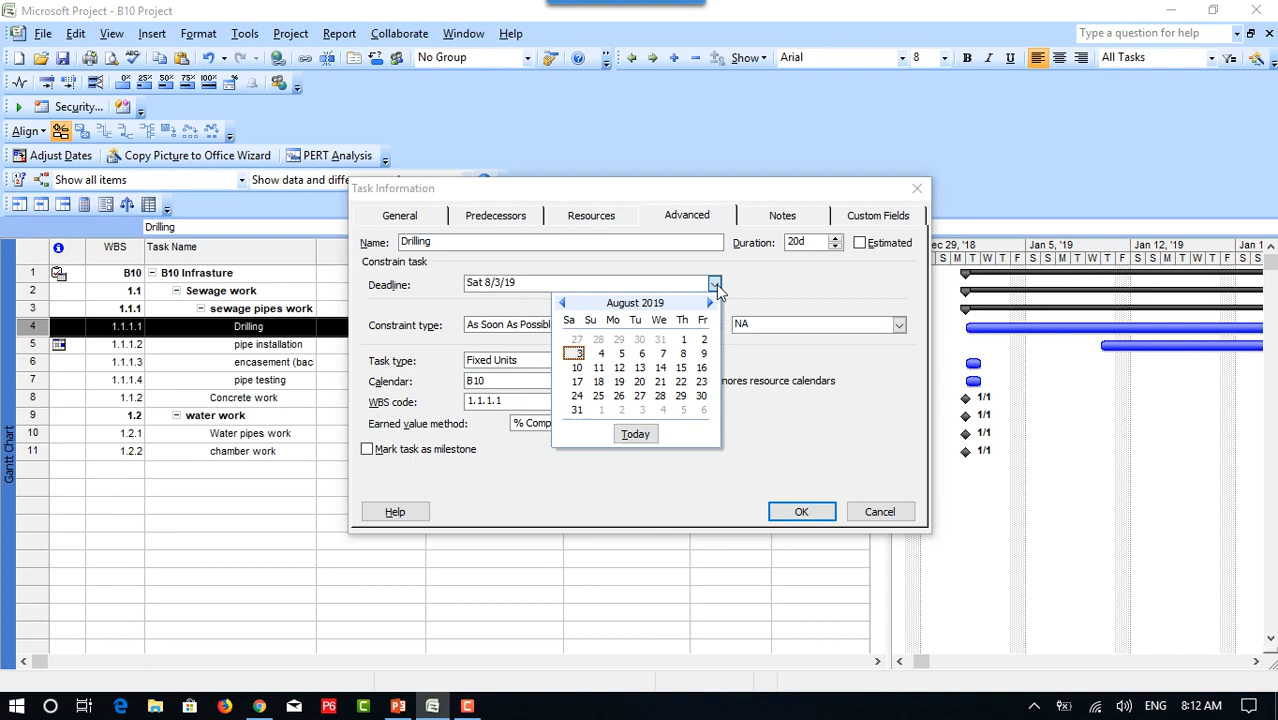 Microsoft Project - B10 Project
File Edit View Insert Format Tools Project Report Collaborate Window Help
Type a question for help
No Group
Show
Arial
8
B I U
All Tasks
0% 25% 50% 75% 100%
Security...
Align
Adjust Dates
Copy Picture to Office Wizard
PERT Analysis
Show all items
Show data and diffe
Drilling
WBS Task Name
1 B10 B10 Infrasture
2 1.1 Sewage work
3 1.1.1 sewage pipes work
4 1.1.1.1 Drilling
5 1.1.1.2 pipe installation
6 1.1.1.3 encasement (bac
7 1.1.1.4 pipe testing
8 1.1.2 Concrete work
9 1.2 water work
10 1.2.1 Water pipes work
11 1.2.2 chamber work
Gantt Chart
Task Information
General Predecessors Resources Advanced Notes Custom Fields
Name: Drilling Duration: 20d Estimated
Constrain task
Deadline: Sat 8/3/19
August 2019
Sa Su Mo Tu We Th Fr
27 28 29 30 31 1 2
3 4 5 6 7 8 9
10 11 12 13 14 15 16
17 18 19 20 21 22 23
24 25 26 27 28 29 30
31 1 2 3 4 5 6
Today
Constraint type: As Soon As Possibl NA
Task type: Fixed Units
Calendar: B10 nores resource calendars
WBS code: 1.1.1.1
Earned value method: % Comp
Mark task as milestone
Help OK Cancel
ec 29, '18 Jan 5, '19 Jan 12, '19 Jan 1
S S M T W T F S S M T W T F S S M T W T F S
1/1
1/1
1/1
1/1
P6
ENG 8:12 AM